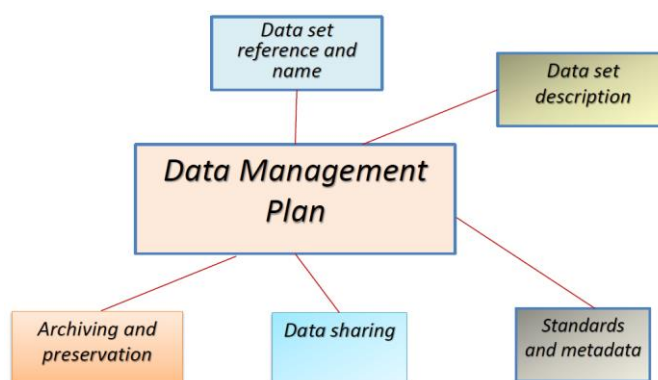 Data set
reference and
name
Data set
description
Data Management
Plan
Archiving and
preservation
Data sharing
Standards
and metadata